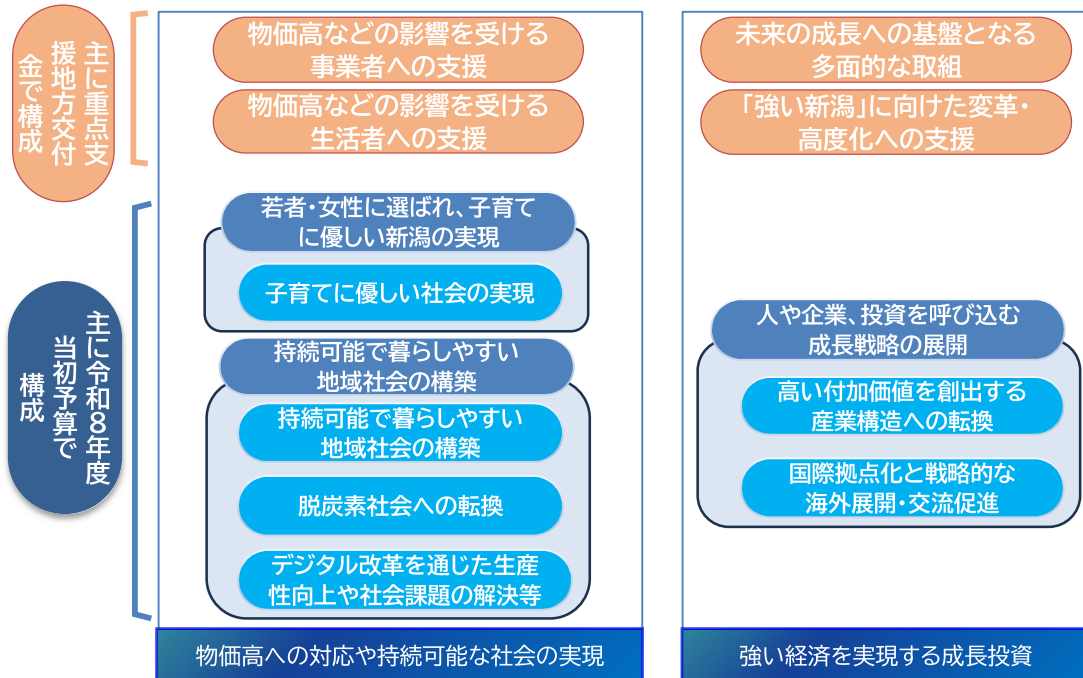 主に重点支
援地方交付
金で構成
物価高などの影響を受ける
事業者への支援
物価高などの影響を受ける
生活者への支援
未来の成長への基盤となる
多面的な取組
「強い新潟」に向けた変革・
高度化への支援
主に令和8年度
当初予算で
構成
若者・女性に選ばれ、子育て
に優しい新潟の実現
子育てに優しい社会の実現
持続可能で暮らしやすい
地域社会の構築
持続可能で暮らしやすい
地域社会の構築
脱炭素社会への転換
デジタル改革を通じた生産
性向上や社会課題の解決等
人や企業、投資を呼び込む
成長戦略の展開
高い付加価値を創出する
産業構造への転換
国際拠点化と戦略的な
海外展開・交流促進
物価高への対応や持続可能な社会の実現
強い経済を実現する成長投資